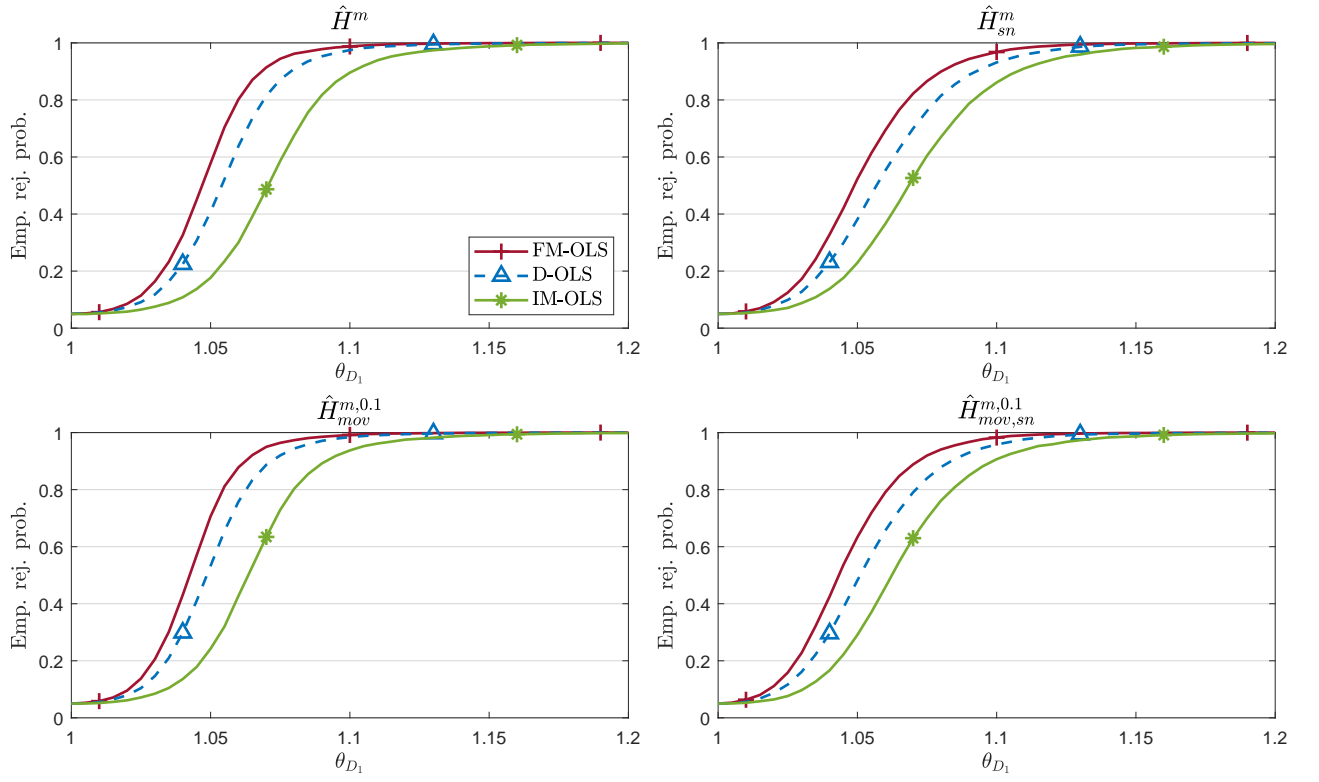 Ĥ^m
Emp. rej. prob.
1
0.8
0.6
0.4
0.2
0
1 1.05 1.1 1.15 1.2
θ_{D_1}
FM-OLS
D-OLS
IM-OLS
Ĥ^m_{sn}
Emp. rej. prob.
1
0.8
0.6
0.4
0.2
0
1 1.05 1.1 1.15 1.2
θ_{D_1}
Ĥ^{m,0.1}_{mov}
Emp. rej. prob.
1
0.8
0.6
0.4
0.2
0
1 1.05 1.1 1.15 1.2
θ_{D_1}
Ĥ^{m,0.1}_{mov,sn}
Emp. rej. prob.
1
0.8
0.6
0.4
0.2
0
1 1.05 1.1 1.15 1.2
θ_{D_1}